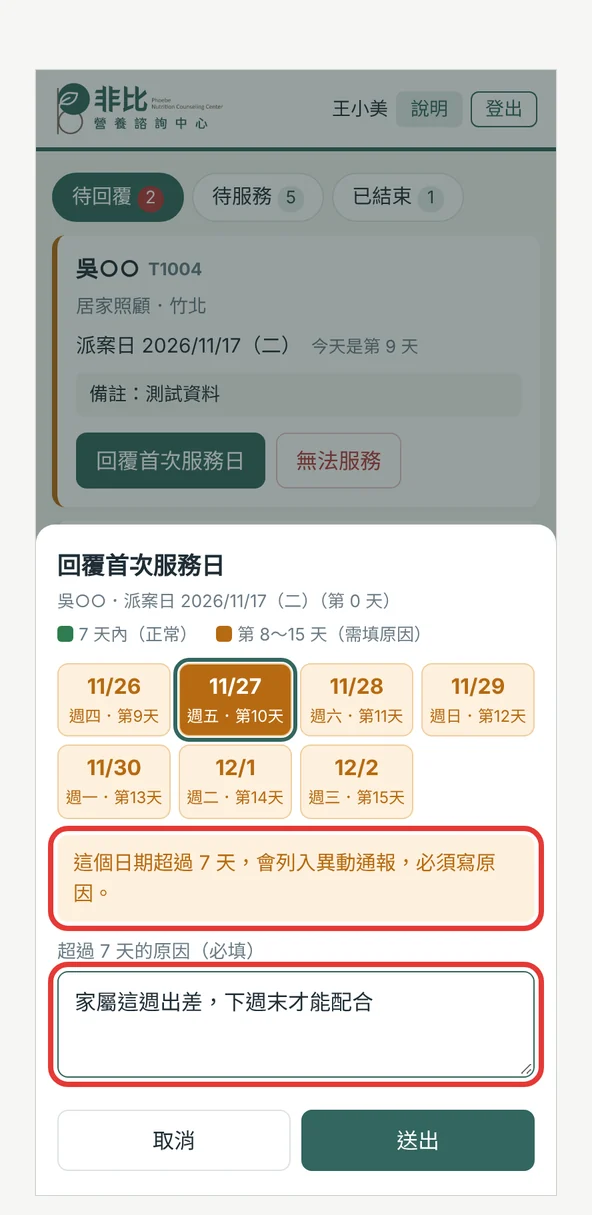 非比 Phoebe
Nutrition Counseling Center
營養諮詢中心
王小美 說明 登出
待回覆 2 待服務 5 已結束 1
吳〇〇 T1004
居家照顧・竹北
派案日 2026/11/17（二） 今天是第 9 天
備註：測試資料
回覆首次服務日 無法服務
回覆首次服務日
吳〇〇・派案日 2026/11/17（二）（第 0 天）
7 天內（正常） 第 8～15 天（需填原因）
11/26 11/27 11/28 11/29
週四・第9天 週五・第10天 週六・第11天 週日・第12天
11/30 12/1 12/2
週一・第13天 週二・第14天 週三・第15天
這個日期超過 7 天，會列入異動通報，必須寫原
因。
超過 7 天的原因（必填）
家屬這週出差，下週末才能配合
取消 送出